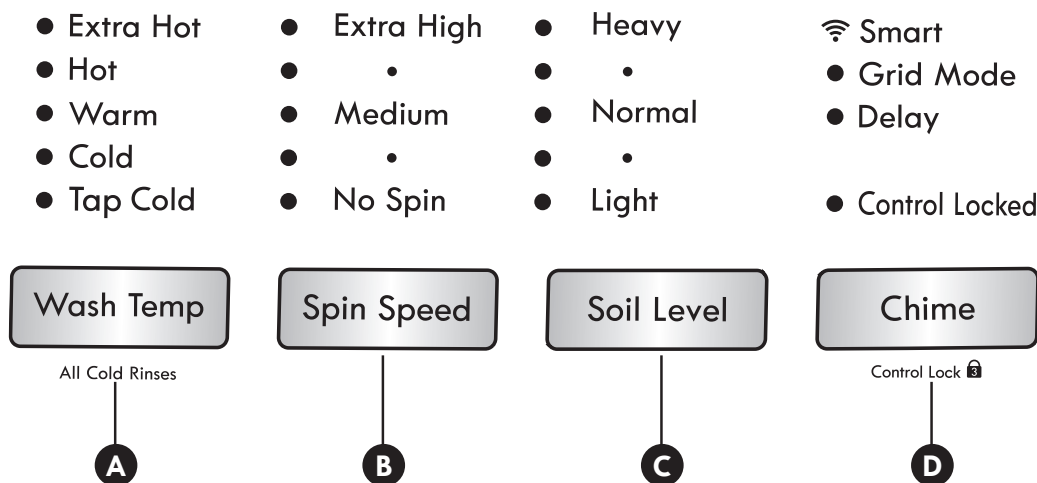 Extra Hot
Hot
Warm
Cold
Tap Cold
Wash Temp
All Cold Rinses
A
Extra High
Medium
No Spin
Spin Speed
B
Heavy
Normal
Light
Soil Level
C
Smart
Grid Mode
Delay
Control Locked
Chime
Control Lock 3
D